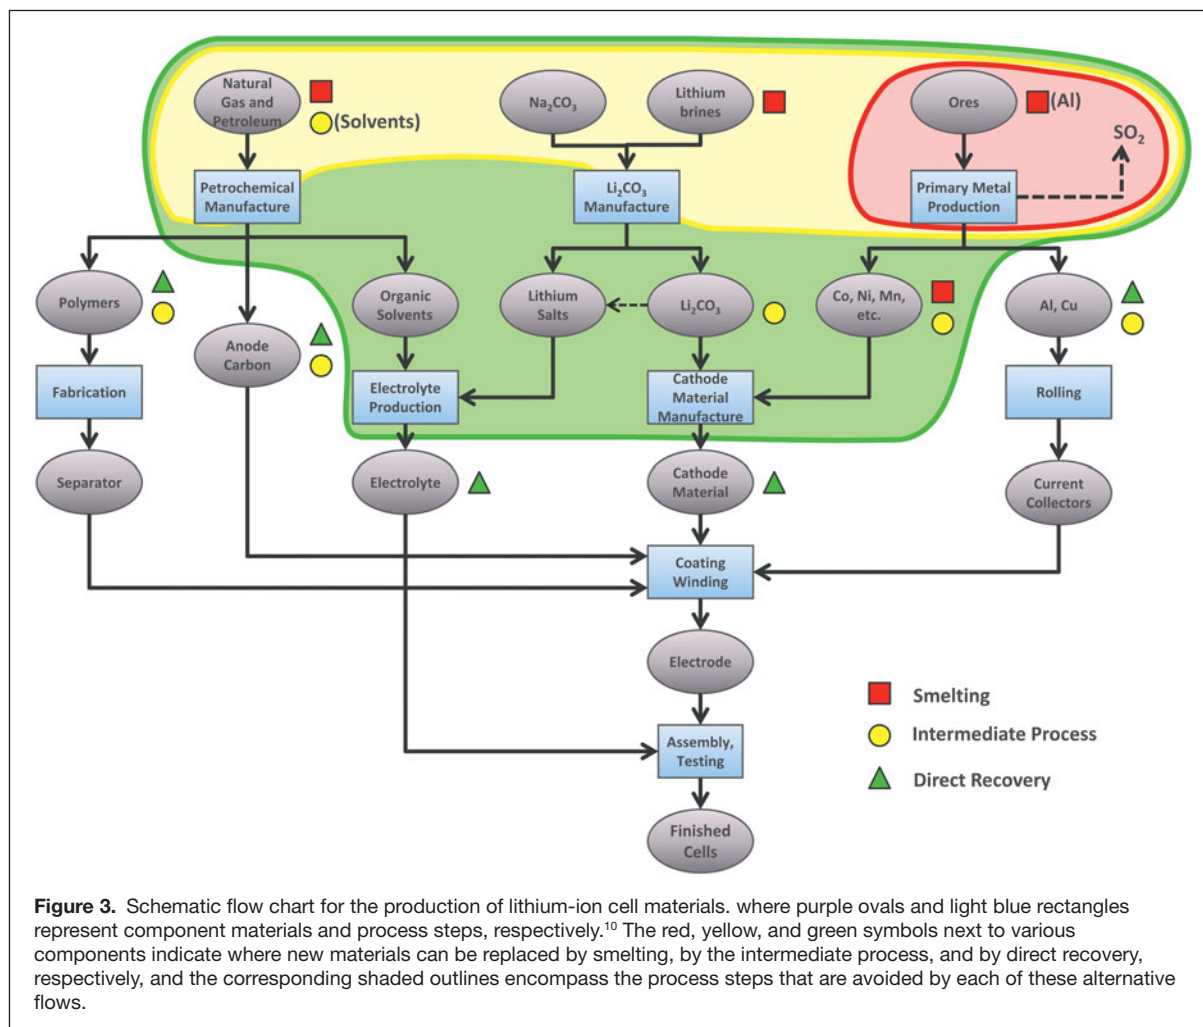 Natural
Gas and
Petroleum
(Solvents)
Na₂CO₃
Lithium
brines
Ores
(Al)
SO₂
Petrochemical
Manufacture
Li₂CO₃
Manufacture
Primary Metal
Production
Polymers
Organic
Solvents
Lithium
Salts
Li₂CO₃
Co, Ni, Mn,
etc.
Al, Cu
Anode
Carbon
Fabrication
Electrolyte
Production
Cathode
Material
Manufacture
Rolling
Separator
Electrolyte
Cathode
Material
Current
Collectors
Coating
Winding
Electrode
Assembly,
Testing
Finished
Cells
Smelting
Intermediate Process
Direct Recovery
Figure 3. Schematic flow chart for the production of lithium-ion cell materials. where purple ovals and light blue rectangles
represent component materials and process steps, respectively.¹⁰ The red, yellow, and green symbols next to various
components indicate where new materials can be replaced by smelting, by the intermediate process, and by direct recovery,
respectively, and the corresponding shaded outlines encompass the process steps that are avoided by each of these alternative
flows.